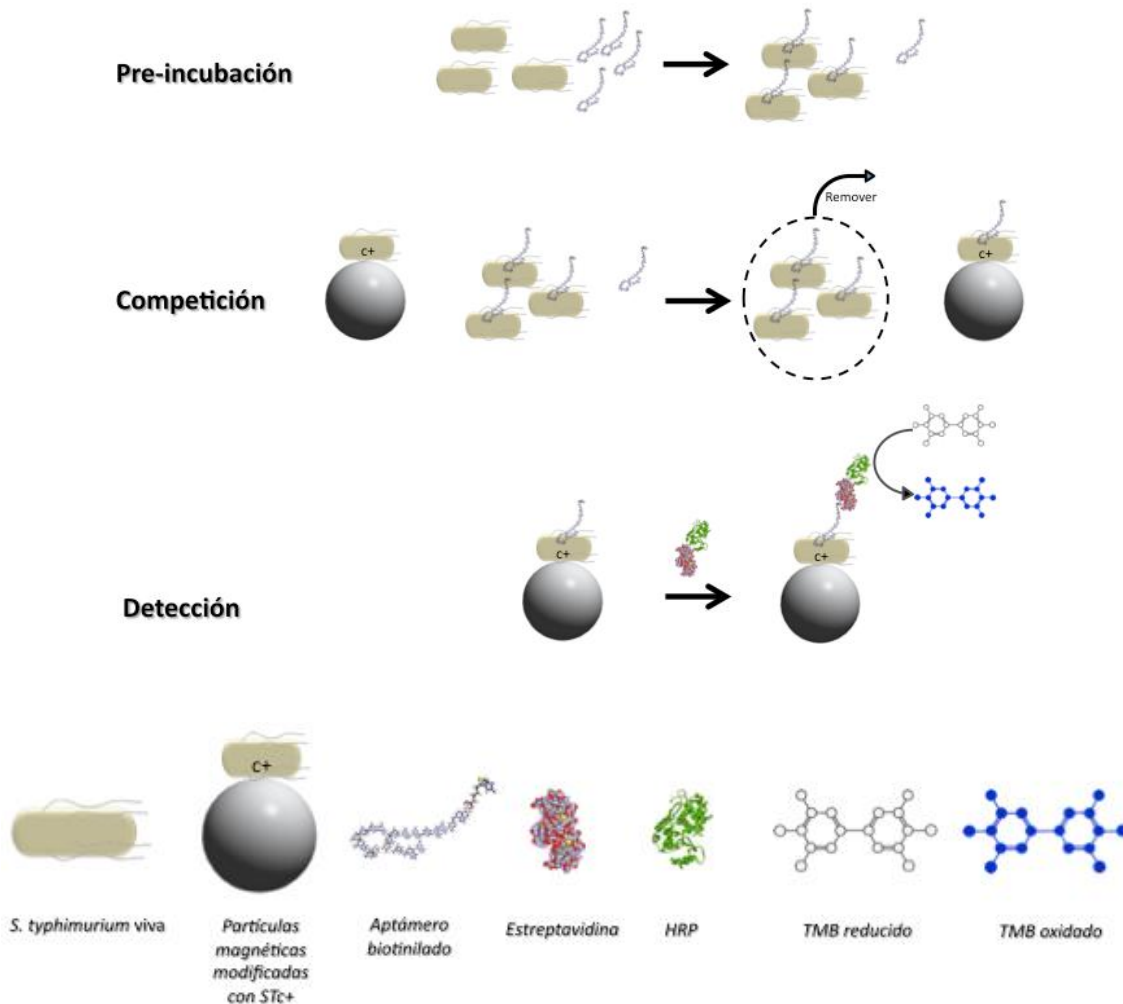 Pre-incubación
Remover
c+
c+
Competición
c+
c+
Detección
c+
S. typhimurium viva
Partículas
magnéticas
modificadas
con STc+
Aptámero
biotinilado
Estreptavidina
HRP
TMB reducido
TMB oxidado